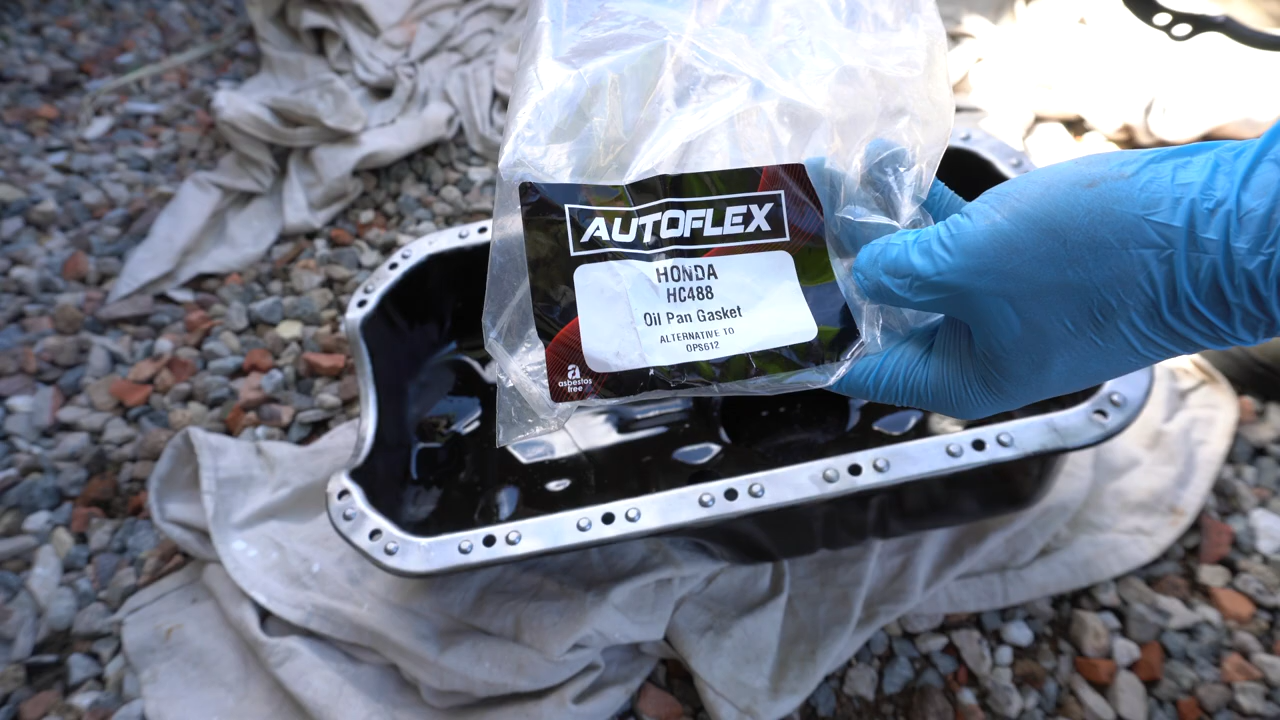 AUTOFLEX
HONDA
HC488
Oil Pan Gasket
ALTERNATIVE TO
OPS612
a
asbestos
free